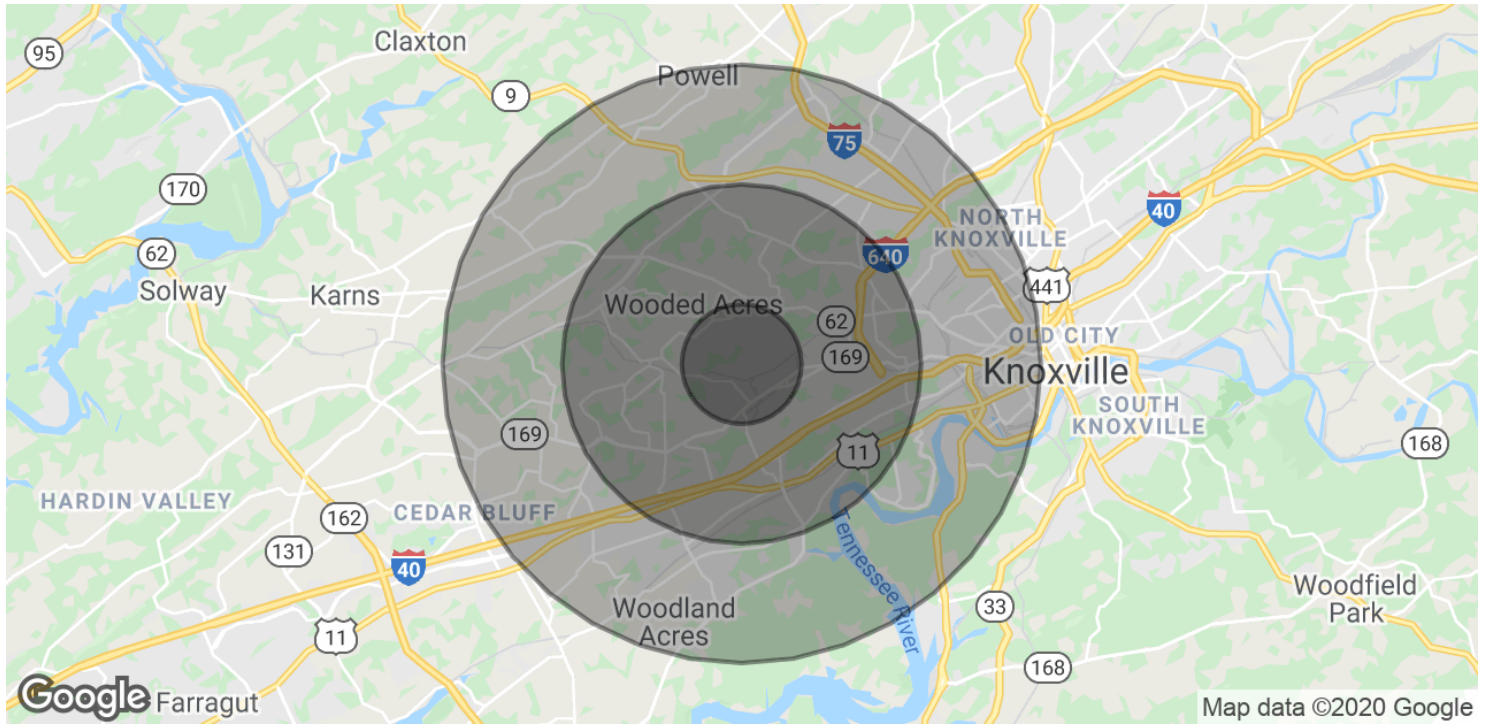 95
Claxton
9
Powell
75
170
40
NORTH
KNOXVILLE
62
640
Solway
Karns
441
Wooded Acres
62
OLD CITY
169
Knoxville
SOUTH
KNOXVILLE
169
11
168
HARDIN VALLEY
162
CEDAR BLUFF
131
40
Tennessee River
Woodland
Acres
33
Woodfield
Park
11
168
Google
Farragut
Map data ©2020 Google